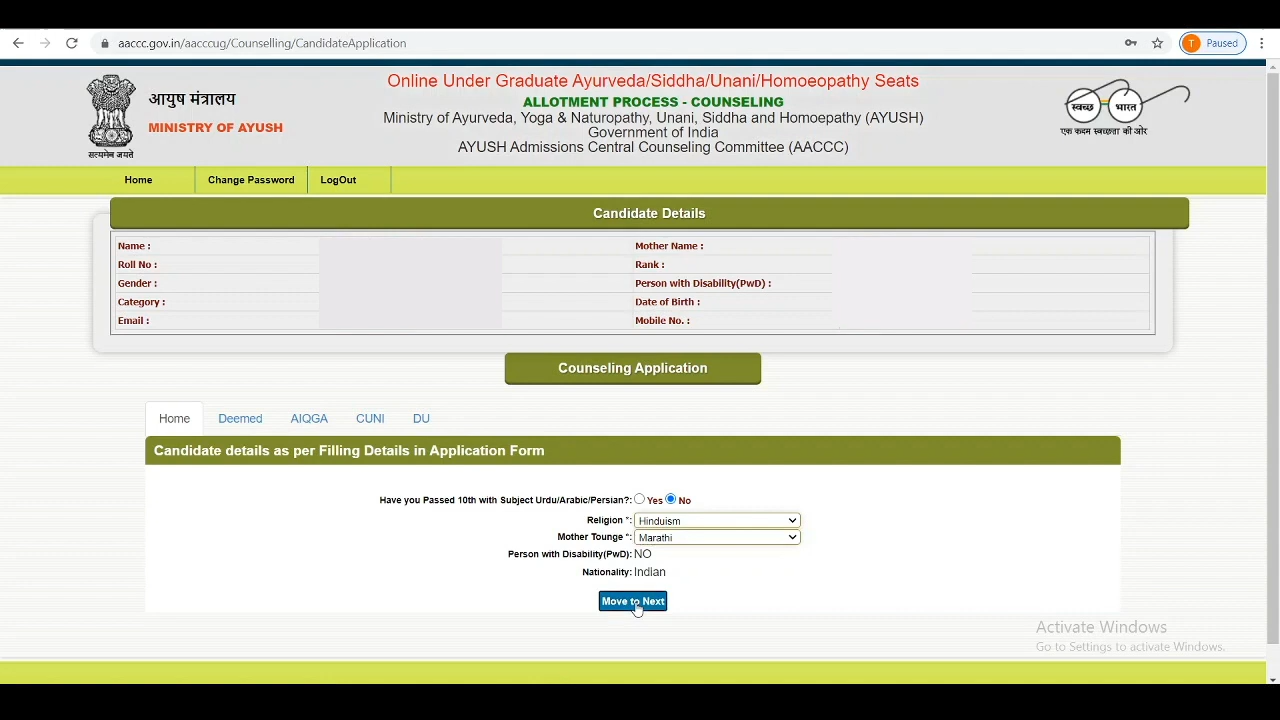 aaccc.gov.in/aacccug/Counselling/CandidateApplication
T Paused
Online Under Graduate Ayurveda/Siddha/Unani/Homoeopathy Seats
ALLOTMENT PROCESS - COUNSELING
Ministry of Ayurveda, Yoga & Naturopathy, Unani, Siddha and Homoepathy (AYUSH)
Government of India
AYUSH Admissions Central Counseling Committee (AACCC)
आयुष मंत्रालय
MINISTRY OF AYUSH
सत्यमेव जयते
स्वच्छ भारत
एक कदम स्वच्छता की ओर
Home Change Password LogOut
Candidate Details
Name : Mother Name :
Roll No : Rank :
Gender : Person with Disability(PwD) :
Category : Date of Birth :
Email : Mobile No. :
Counseling Application
Home Deemed AIQGA CUNI DU
Candidate details as per Filling Details in Application Form
Have you Passed 10th with Subject Urdu/Arabic/Persian?: Yes No
Religion *: Hinduism
Mother Tounge *: Marathi
Person with Disability(PwD): NO
Nationality: Indian
Move to Next
Activate Windows
Go to Settings to activate Windows.